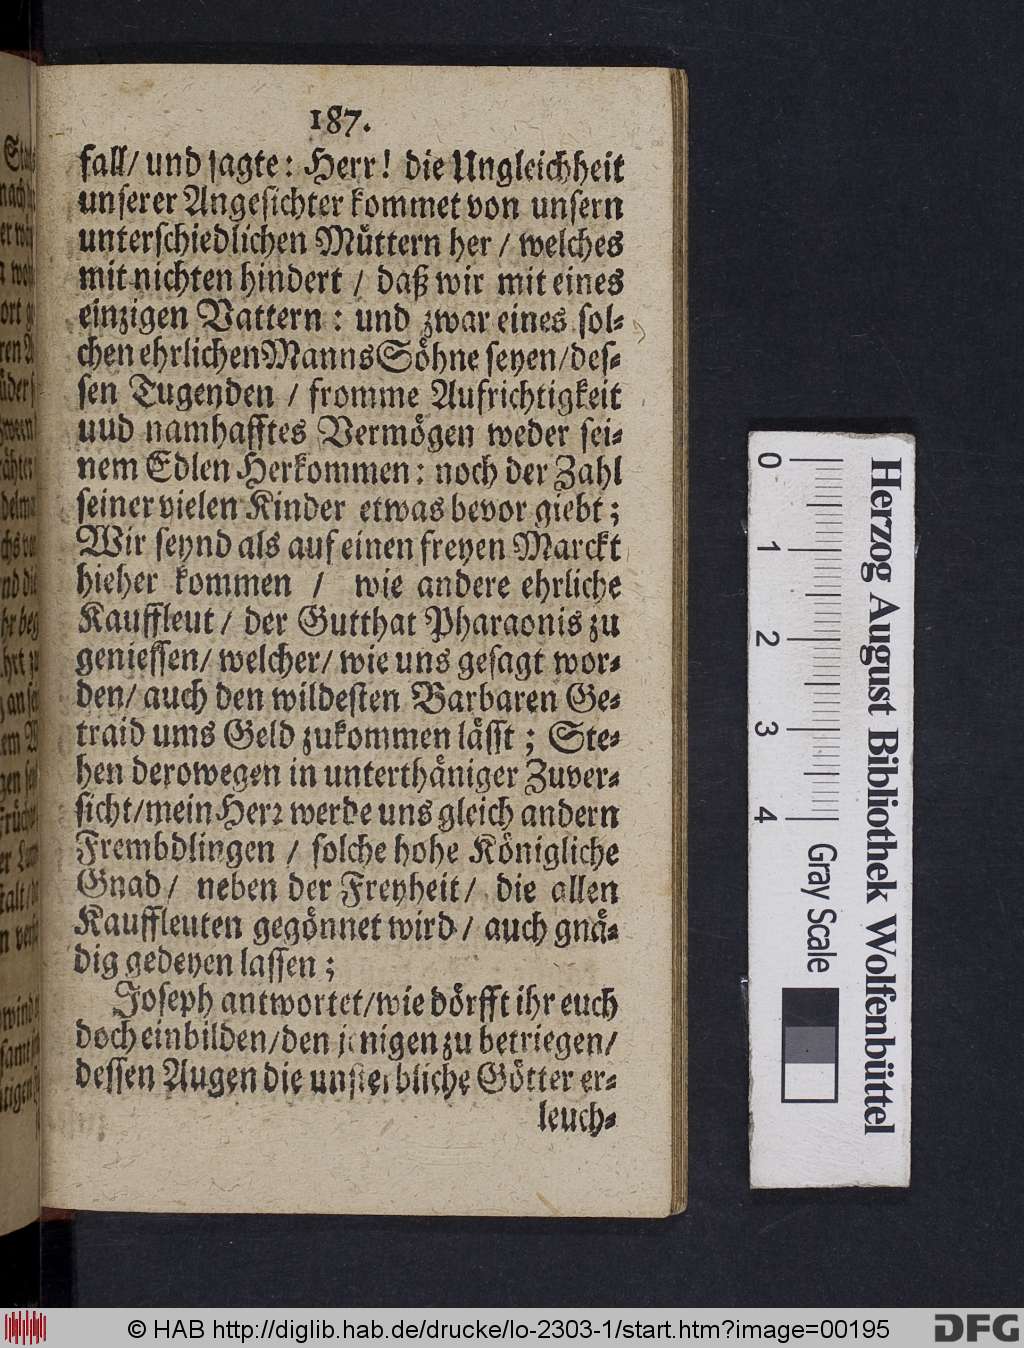 187.
fall/ und sagte: Herr! die Ungleichheit
unserer Angesichter kommet von unsern
unterschiedlichen Müttern her / welches
mit nichten hindert / daß wir mit eines
einzigen Vattern: und zwar eines sol-
chen ehrlichen Manns Söhne seyen/des-
sen Tugenden / fromme Aufrichtigkeit
uud namhafftes Vermögen weder sei-
nem Edlen Herkommen: noch der Zahl
seiner vielen Kinder etwas bevor giebt;
Wir seynd als auf einen freyen Marckt
hieher kommen / wie andere ehrliche
Kauffleut / der Gutthat Pharaonis zu
geniessen/ welcher/ wie uns gesagt wor-
den/ auch den wildesten Barbaren Ge-
traid ums Geld zukommen lässt; Ste-
hen derowegen in unterthäniger Zuver-
sicht/mein Herr werde uns gleich andern
Frembdlingen / solche hohe Königliche
Gnad / neben der Freyheit/ die allen
Kauffleuten gegönnet wird / auch gnä-
dig gedeyen lassen;
Joseph antwortet/wie dörfft ihr euch
doch einbilden/den jenigen zu betriegen/
dessen Augen die unsterbliche Götter er-
leuch-
0 1 2 3 4
Gray Scale
Herzog August Bibliothek Wolfenbüttel
© HAB http://diglib.hab.de/drucke/lo-2303-1/start.htm?image=00195
DFG